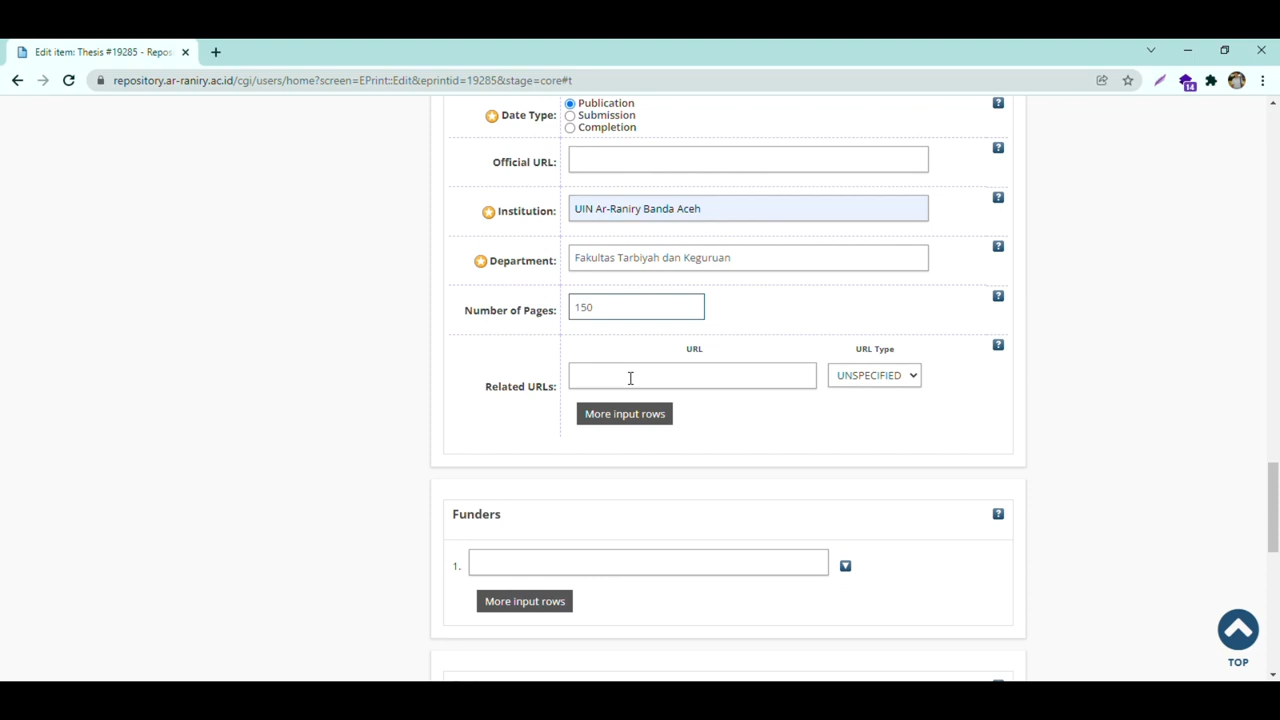 Edit item: Thesis #19285 - Repos
repository.ar-raniry.ac.id/cgi/users/home?screen=EPrint::Edit&eprintid=19285&stage=core#t
14
Date Type:
Publication
Submission
Completion
Official URL:
Institution:
UIN Ar-Raniry Banda Aceh
Department:
Fakultas Tarbiyah dan Keguruan
Number of Pages:
150
URL
URL Type
Related URLs:
UNSPECIFIED
More input rows
Funders
1.
More input rows
TOP